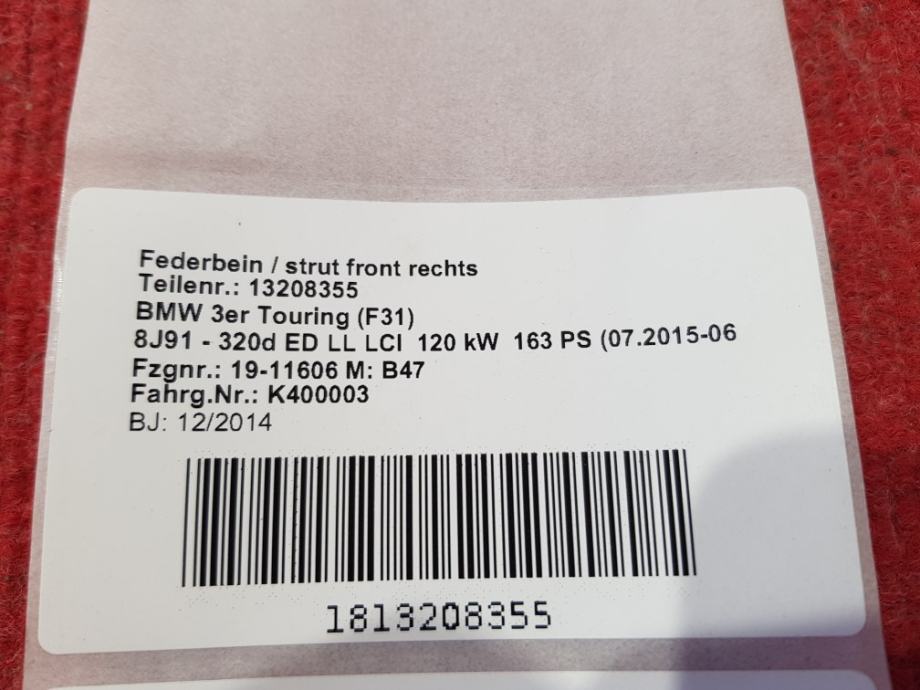 Federbein / strut front rechts
Teilenr.: 13208355
BMW 3er Touring (F31)
8J91 - 320d ED LL LCI 120 kW 163 PS (07.2015-06
Fzgnr.: 19-11606 M: B47
Fahrg.Nr.: K400003
BJ: 12/2014
1813208355